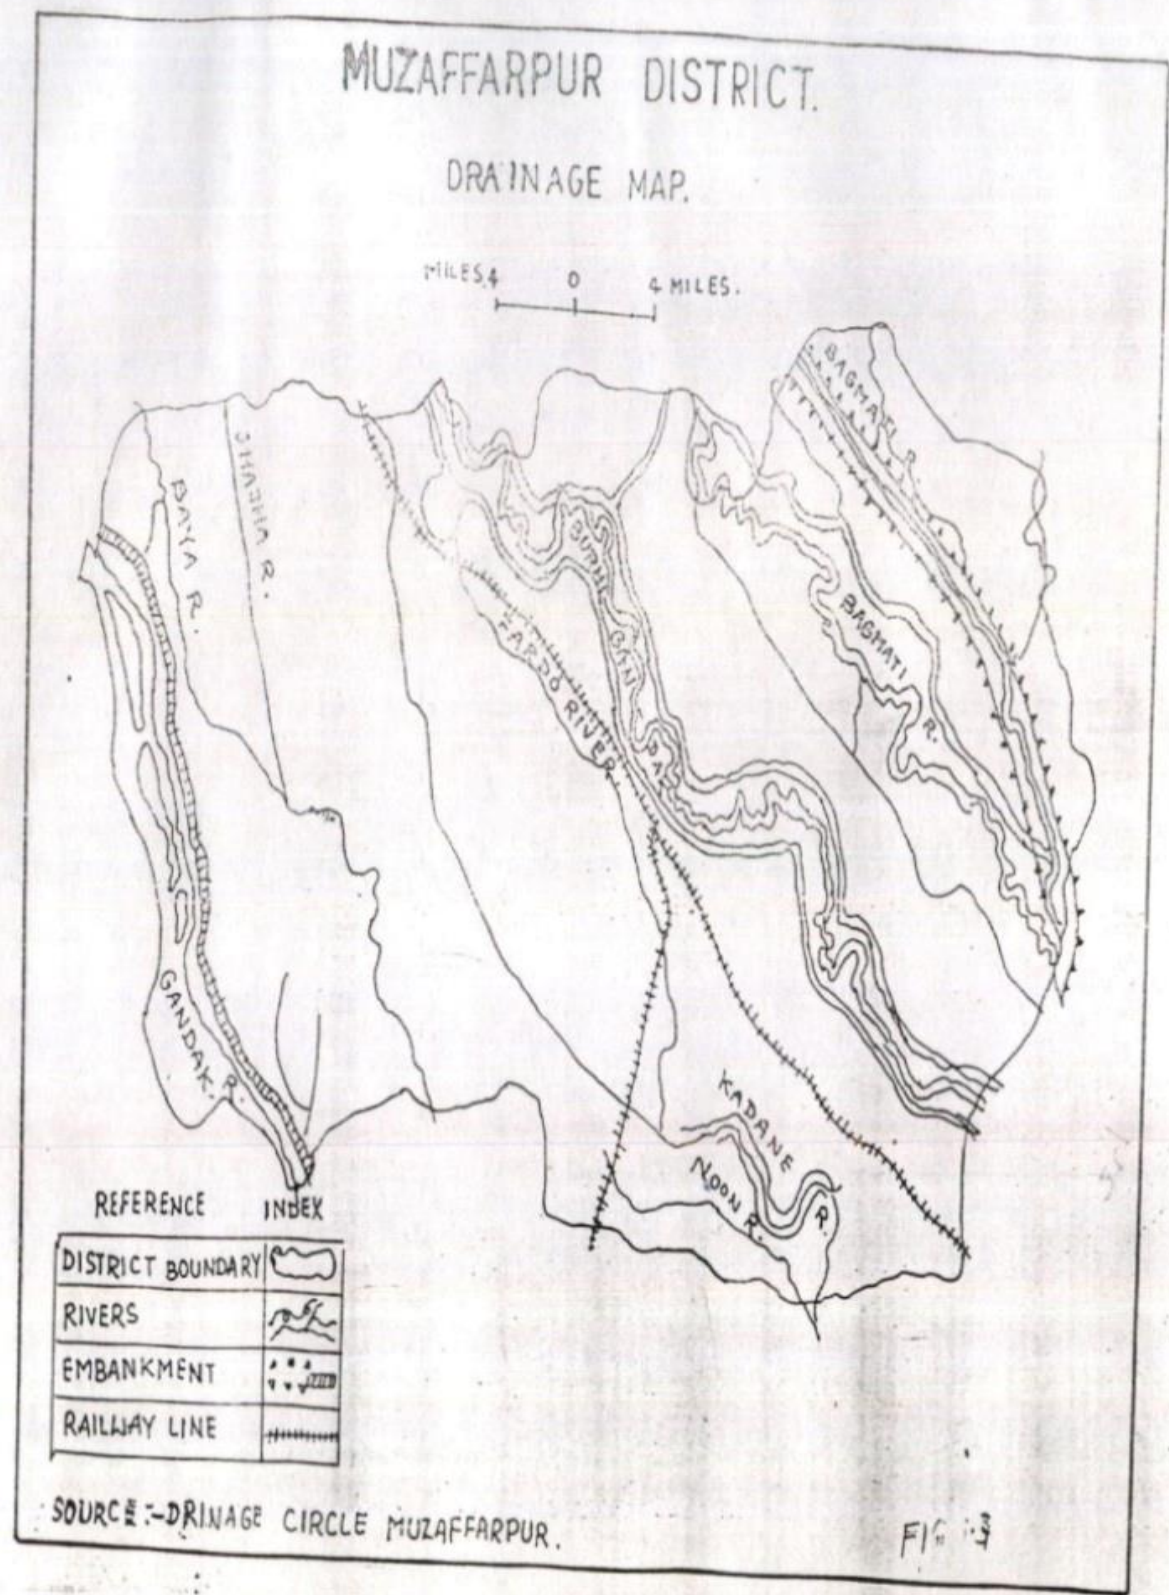 MUZAFFARPUR DISTRICT.
DRAINAGE MAP.
MILES 4 0 4 MILES.
BAGMATI R.
BAYA R.
JHAJHA R.
BURHI GANDAK
FARDO RIVER.
BAGMATI R.
GANDAK R.
KADANE R.
NOON R.
REFERENCE INDEX
DISTRICT BOUNDARY
RIVERS
EMBANKMENT
RAILWAY LINE
SOURCE :- DRINAGE CIRCLE MUZAFFARPUR.